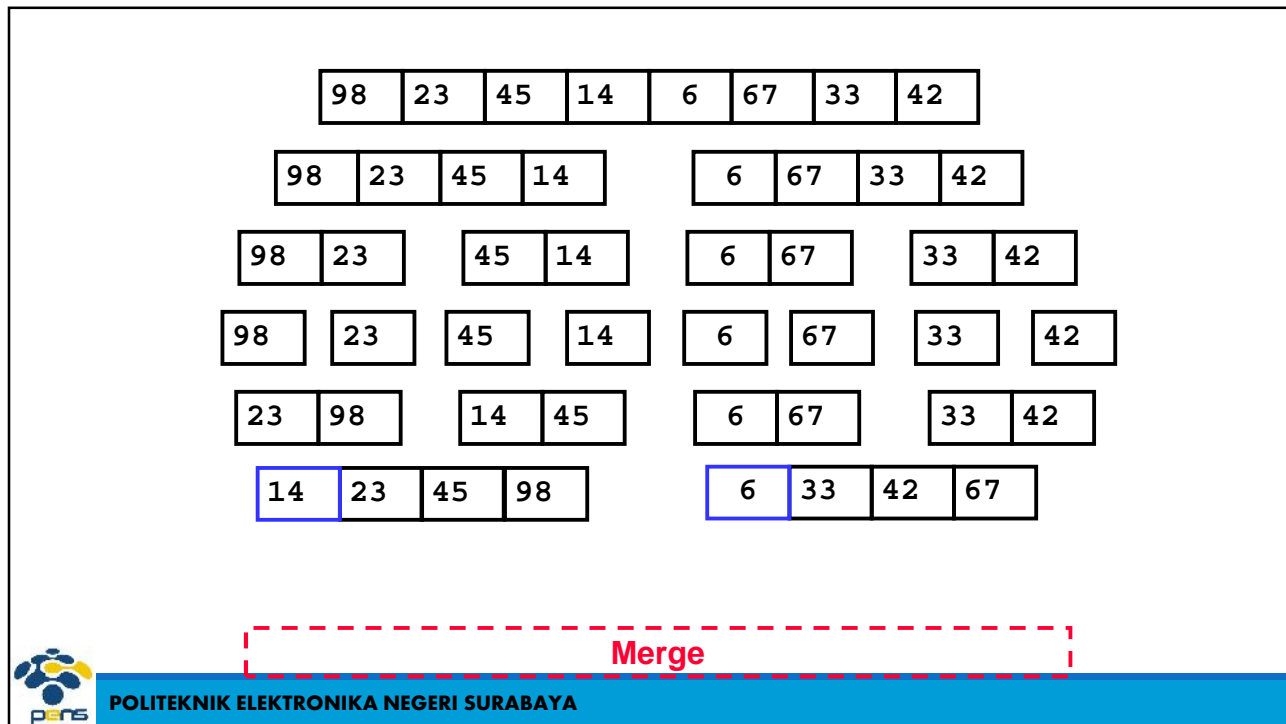 98 23 45 14 6 67 33 42
98 23 45 14 6 67 33 42
98 23 45 14 6 67 33 42
98 23 45 14 6 67 33 42
23 98 14 45 6 67 33 42
14 23 45 98 6 33 42 67
Merge
POLITEKNIK ELEKTRONIKA NEGERI SURABAYA
pens